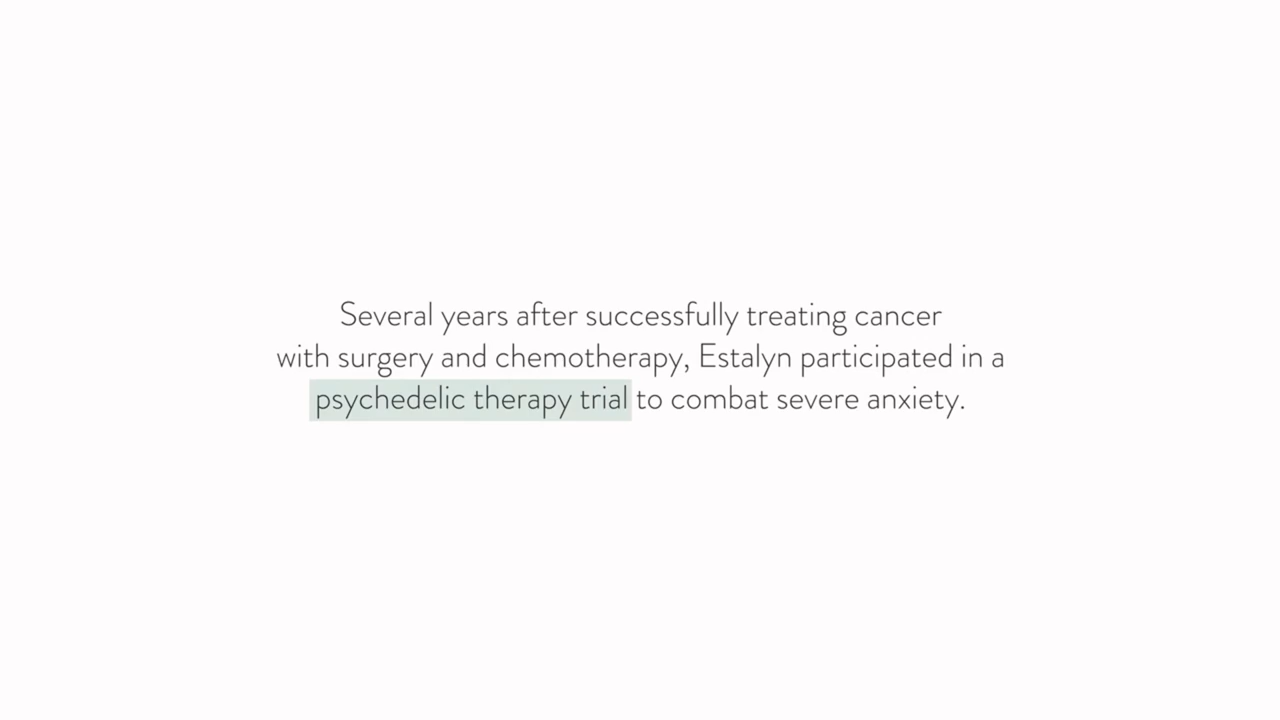 Several years after successfully treating cancer
with surgery and chemotherapy, Estalyn participated in a
psychedelic therapy trial to combat severe anxiety.